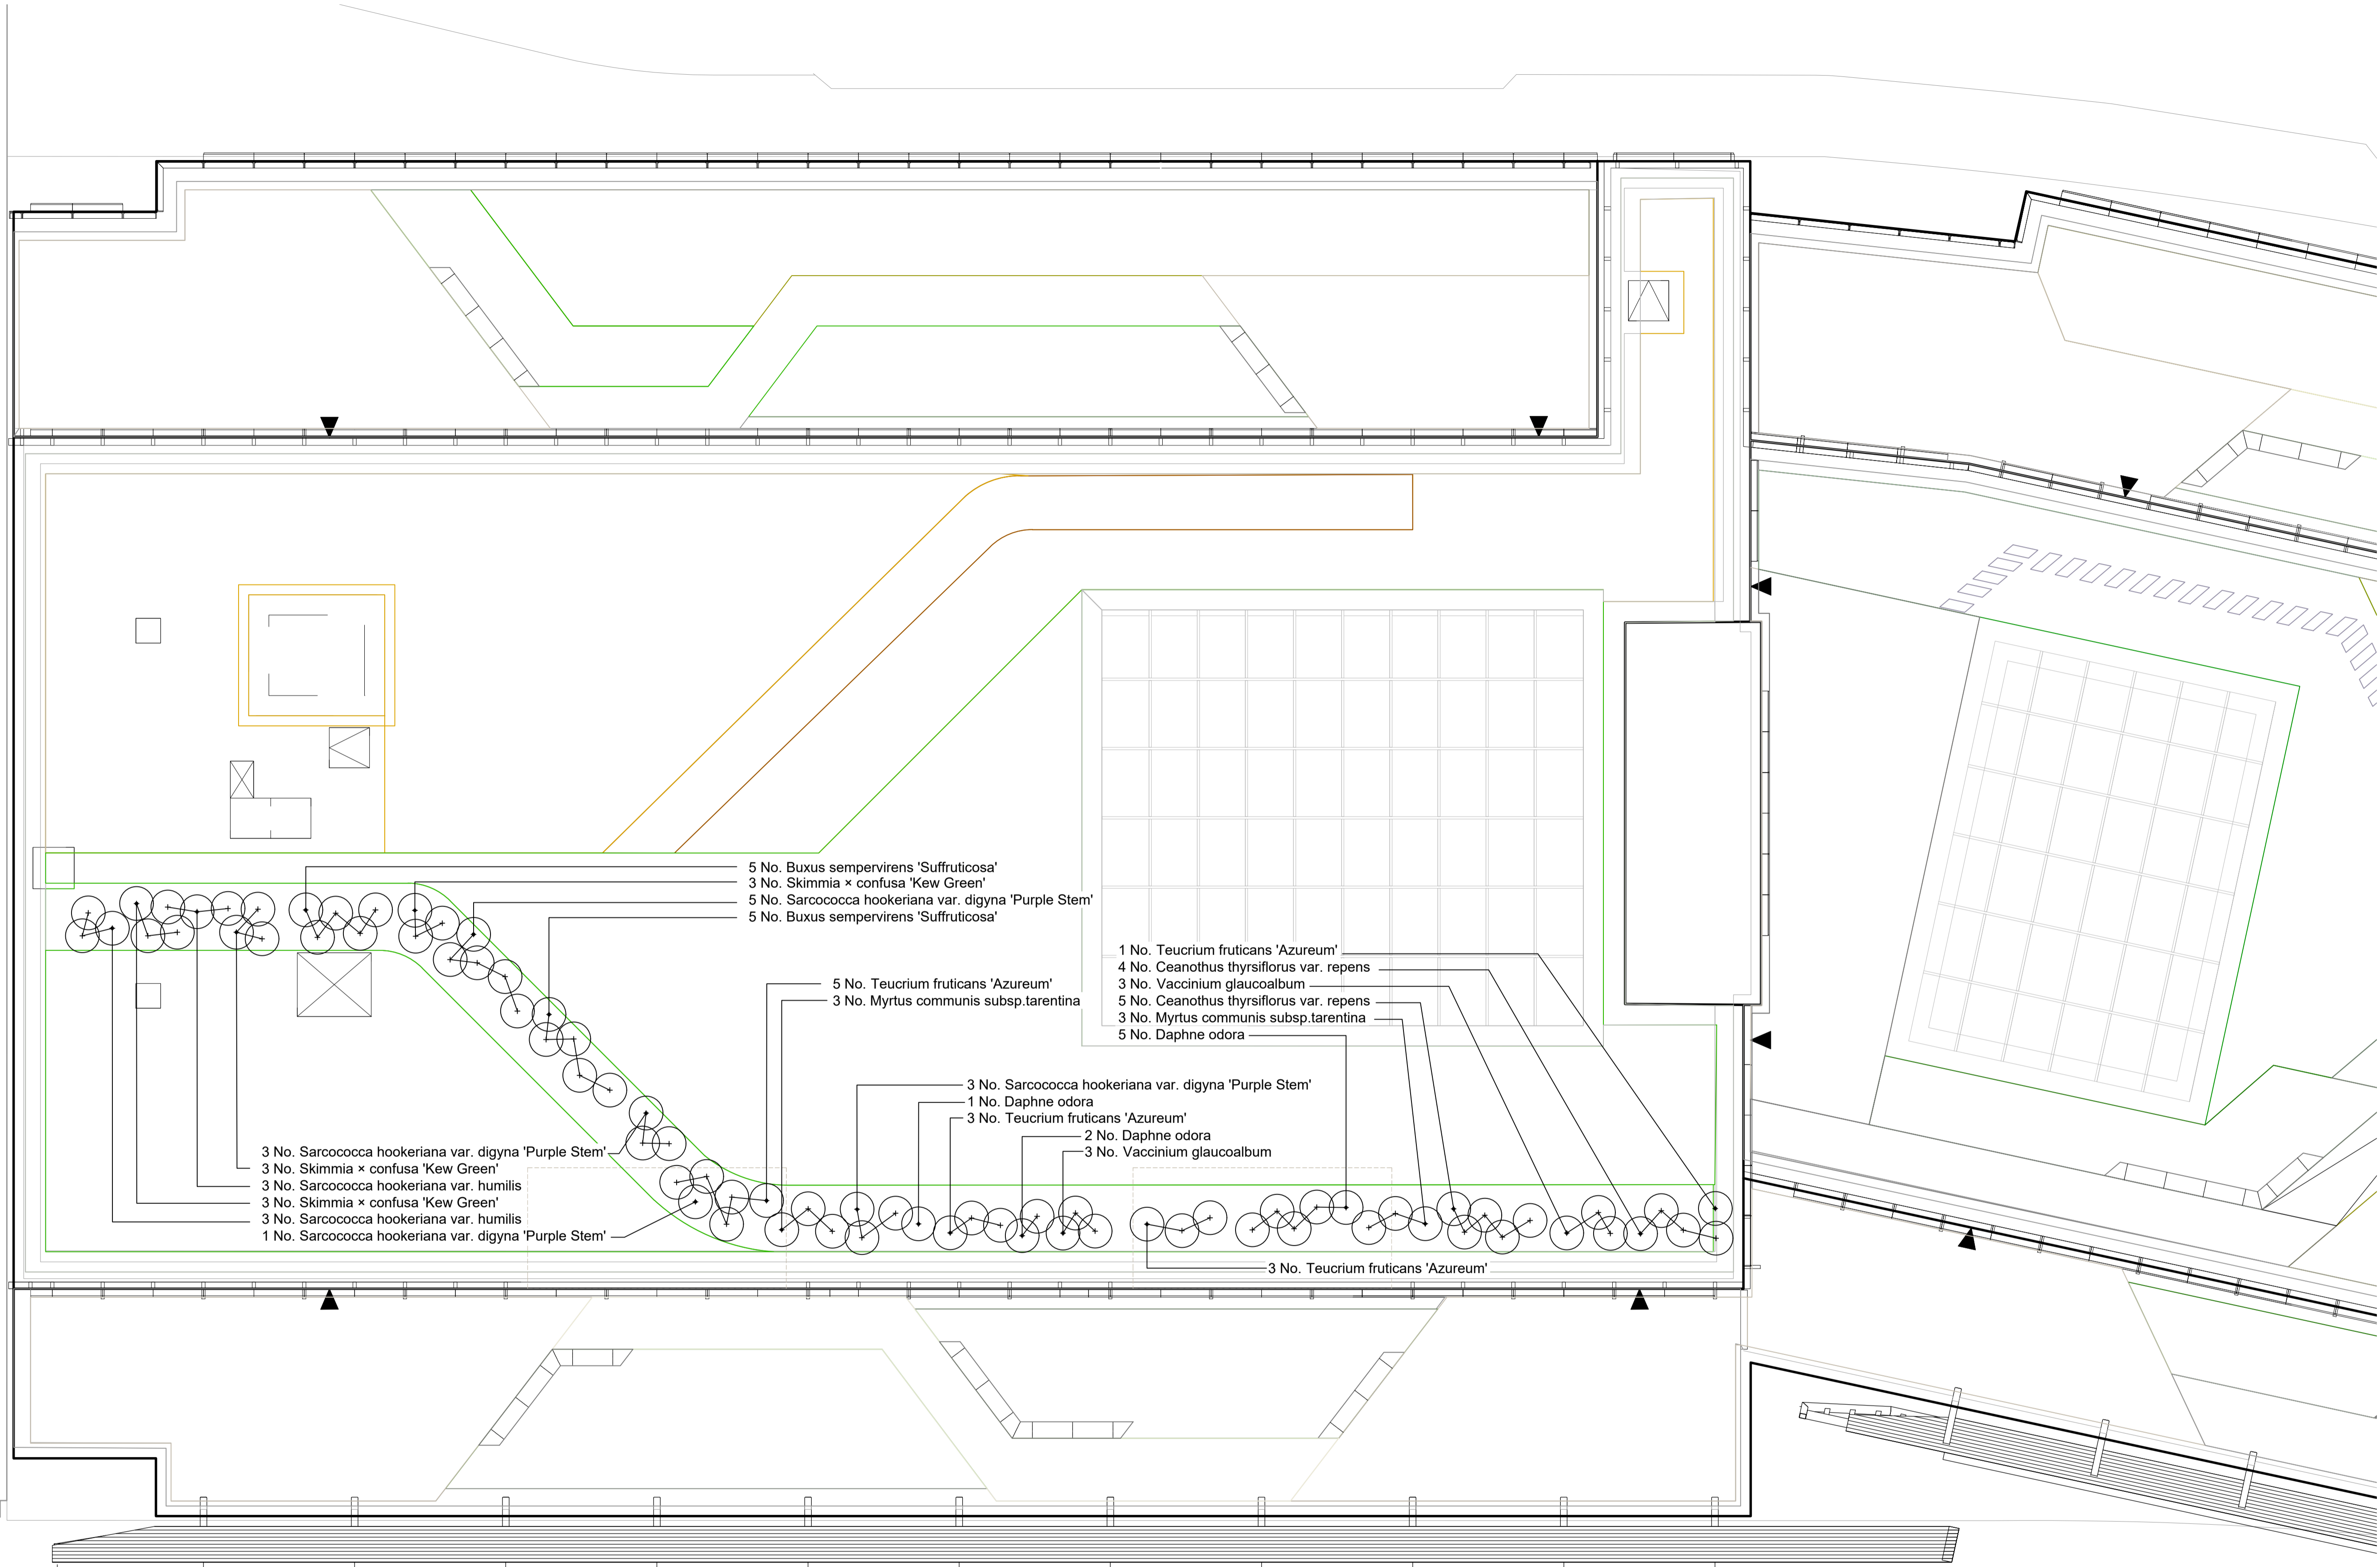 5 No. Buxus sempervirens 'Suffruticosa'
3 No. Skimmia × confusa 'Kew Green'
5 No. Sarcococca hookeriana var. digyna 'Purple Stem'
5 No. Buxus sempervirens 'Suffruticosa'
1 No. Teucrium fruticans 'Azureum'
4 No. Ceanothus thyrsiflorus var. repens
3 No. Vaccinium glaucoalbum
5 No. Ceanothus thyrsiflorus var. repens
3 No. Myrtus communis subsp.tarentina
5 No. Daphne odora
5 No. Teucrium fruticans 'Azureum'
3 No. Myrtus communis subsp.tarentina
3 No. Sarcococca hookeriana var. digyna 'Purple Stem'
1 No. Daphne odora
3 No. Teucrium fruticans 'Azureum'
2 No. Daphne odora
3 No. Vaccinium glaucoalbum
3 No. Sarcococca hookeriana var. digyna 'Purple Stem'
3 No. Skimmia × confusa 'Kew Green'
3 No. Sarcococca hookeriana var. humilis
3 No. Skimmia × confusa 'Kew Green'
3 No. Sarcococca hookeriana var. humilis
1 No. Sarcococca hookeriana var. digyna 'Purple Stem'
3 No. Teucrium fruticans 'Azureum'